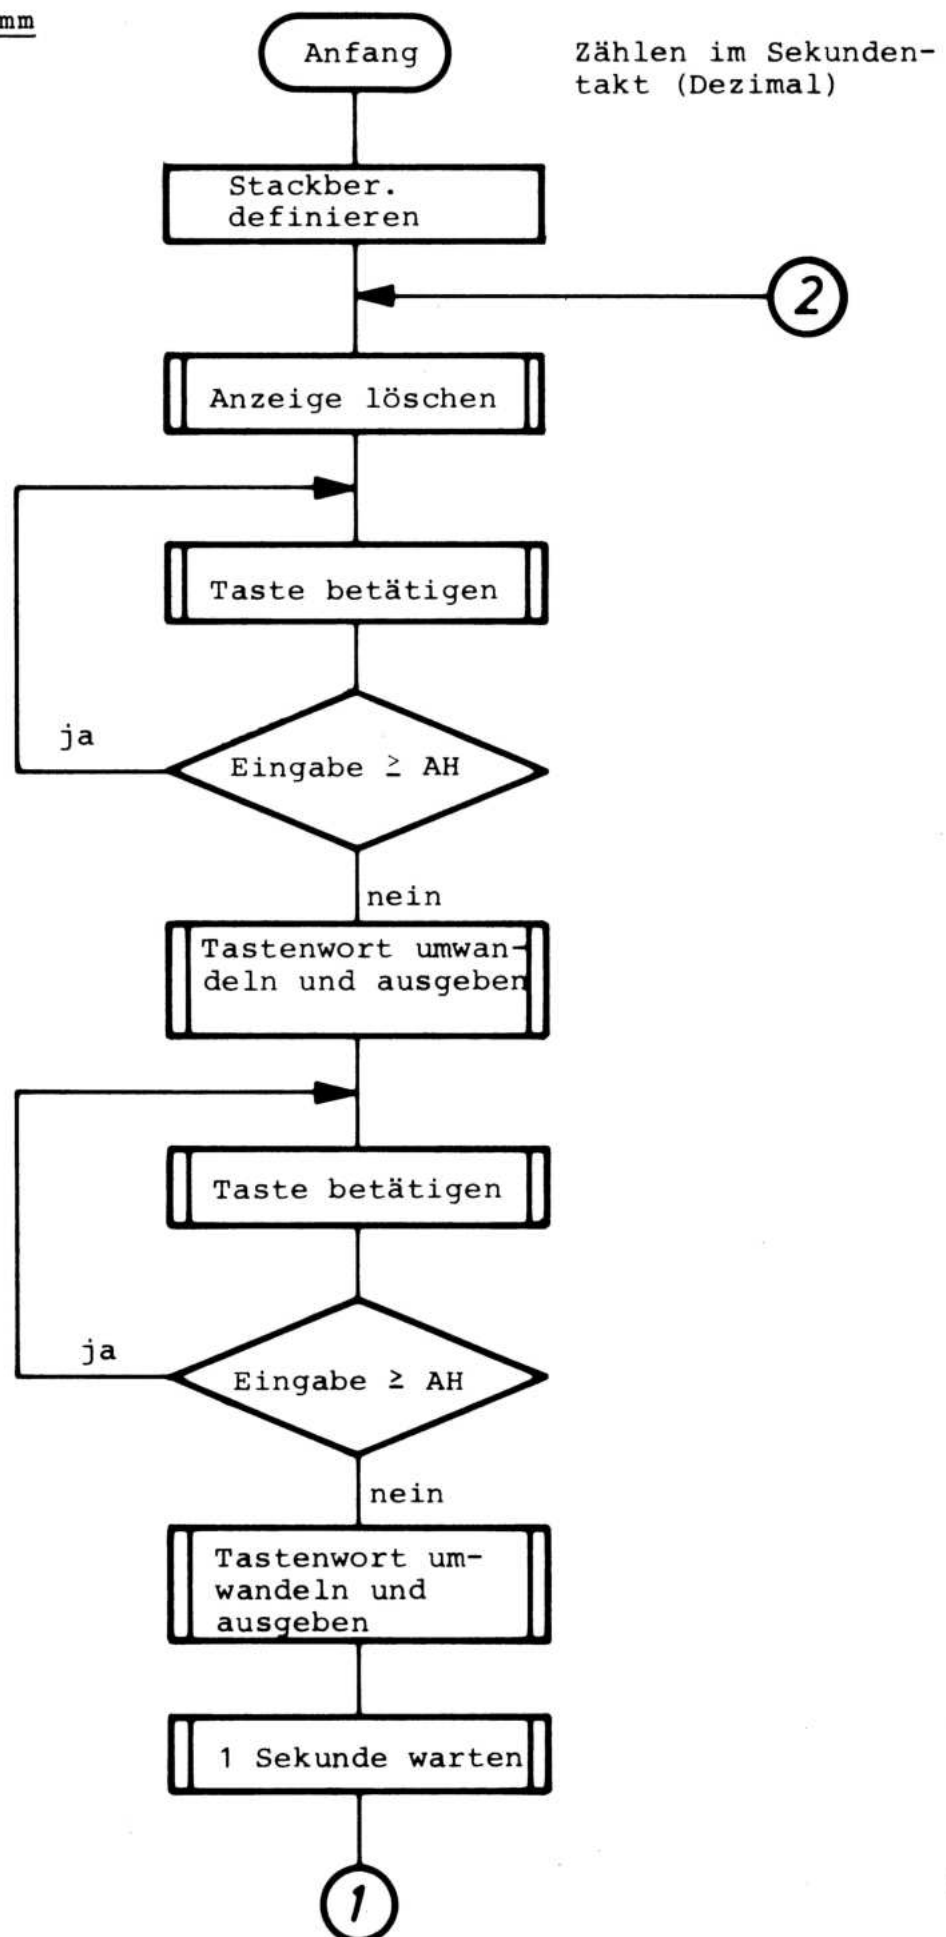 mm
Anfang
Zählen im Sekunden-
takt (Dezimal)
Stackber.
definieren
2
Anzeige löschen
Taste betätigen
ja
Eingabe ≥ AH
nein
Tastenwort umwan-
deln und ausgeben
Taste betätigen
ja
Eingabe ≥ AH
nein
Tastenwort um-
wandeln und
ausgeben
1 Sekunde warten
1